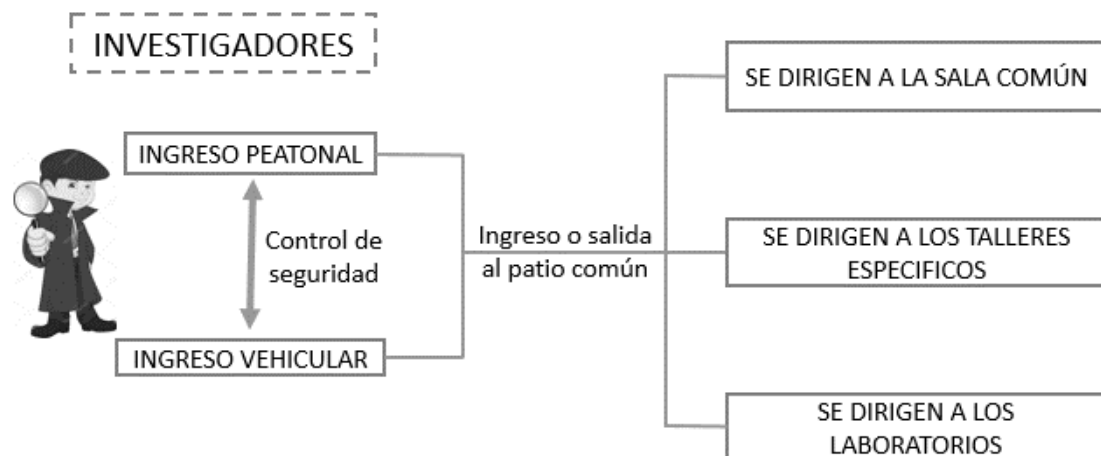 INVESTIGADORES
INGRESO PEATONAL
Control de
seguridad
INGRESO VEHICULAR
Ingreso o salida
al patio común
SE DIRIGEN A LA SALA COMÚN
SE DIRIGEN A LOS TALLERES
ESPECIFICOS
SE DIRIGEN A LOS
LABORATORIOS